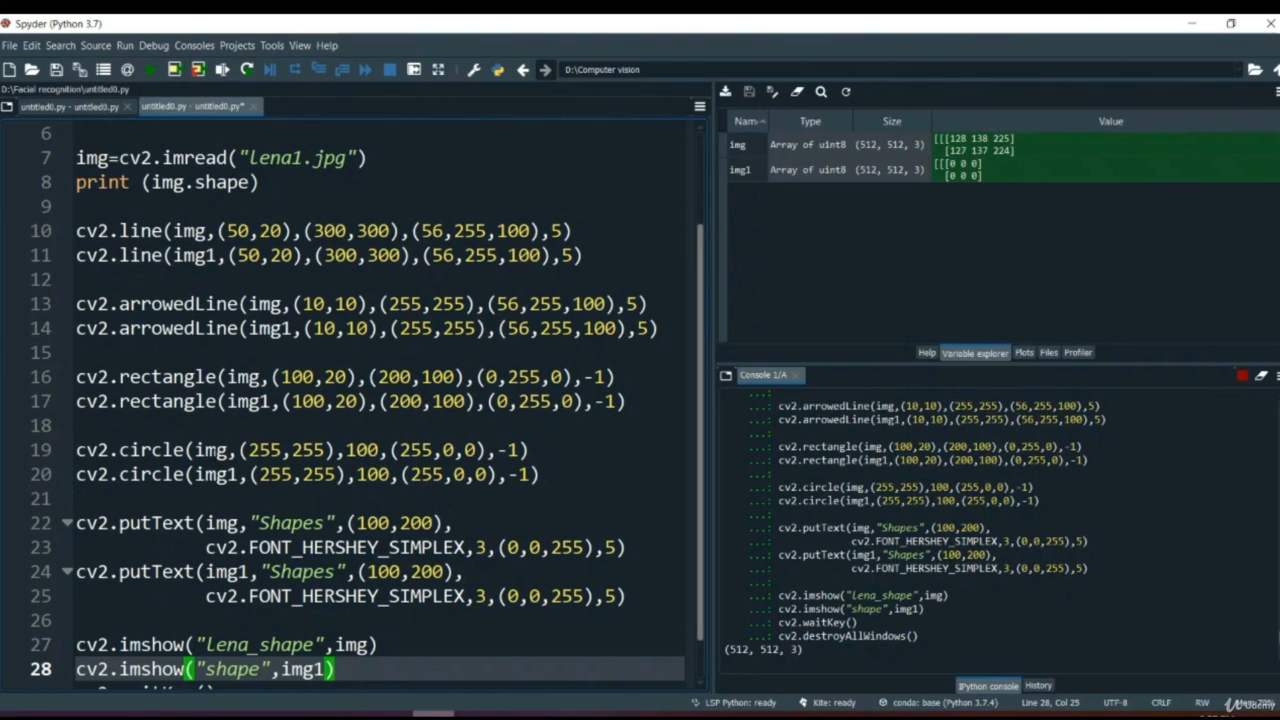 Spyder (Python 3.7)
File Edit Search Source Run Debug Consoles Projects Tools View Help
D:\Computer vision
D:\Facial recognition\untitled0.py
untitled0.py - untitled0.py
untitled0.py - untitled0.py*
6
7 img=cv2.imread("lena1.jpg")
8 print (img.shape)
9
10 cv2.line(img,(50,20),(300,300),(56,255,100),5)
11 cv2.line(img1,(50,20),(300,300),(56,255,100),5)
12
13 cv2.arrowedLine(img,(10,10),(255,255),(56,255,100),5)
14 cv2.arrowedLine(img1,(10,10),(255,255),(56,255,100),5)
15
16 cv2.rectangle(img,(100,20),(200,100),(0,255,0),-1)
17 cv2.rectangle(img1,(100,20),(200,100),(0,255,0),-1)
18
19 cv2.circle(img,(255,255),100,(255,0,0),-1)
20 cv2.circle(img1,(255,255),100,(255,0,0),-1)
21
22 cv2.putText(img,"Shapes",(100,200),
23 cv2.FONT_HERSHEY_SIMPLEX,3,(0,0,255),5)
24 cv2.putText(img1,"Shapes",(100,200),
25 cv2.FONT_HERSHEY_SIMPLEX,3,(0,0,255),5)
26
27 cv2.imshow("lena_shape",img)
28 cv2.imshow("shape",img1)
Nam Type Size Value
img Array of uint8 (512, 512, 3) [[[128 138 225]
[127 137 224]
img1 Array of uint8 (512, 512, 3) [[[0 0 0]
[0 0 0]
Help Variable explorer Plots Files Profiler
Console 1/A
...:
...: cv2.arrowedLine(img,(10,10),(255,255),(56,255,100),5)
...: cv2.arrowedLine(img1,(10,10),(255,255),(56,255,100),5)
...:
...: cv2.rectangle(img,(100,20),(200,100),(0,255,0),-1)
...: cv2.rectangle(img1,(100,20),(200,100),(0,255,0),-1)
...:
...: cv2.circle(img,(255,255),100,(255,0,0),-1)
...: cv2.circle(img1,(255,255),100,(255,0,0),-1)
...:
...: cv2.putText(img,"Shapes",(100,200),
...: cv2.FONT_HERSHEY_SIMPLEX,3,(0,0,255),5)
...: cv2.putText(img1,"Shapes",(100,200),
...: cv2.FONT_HERSHEY_SIMPLEX,3,(0,0,255),5)
...:
...: cv2.imshow("lena_shape",img)
...: cv2.imshow("shape",img1)
...: cv2.waitKey()
...: cv2.destroyAllWindows()
(512, 512, 3)
IPython console History
LSP Python: ready Kite: ready conda: base (Python 3.7.4) Line 28, Col 25 UTF-8 CRLF RW
Udemy